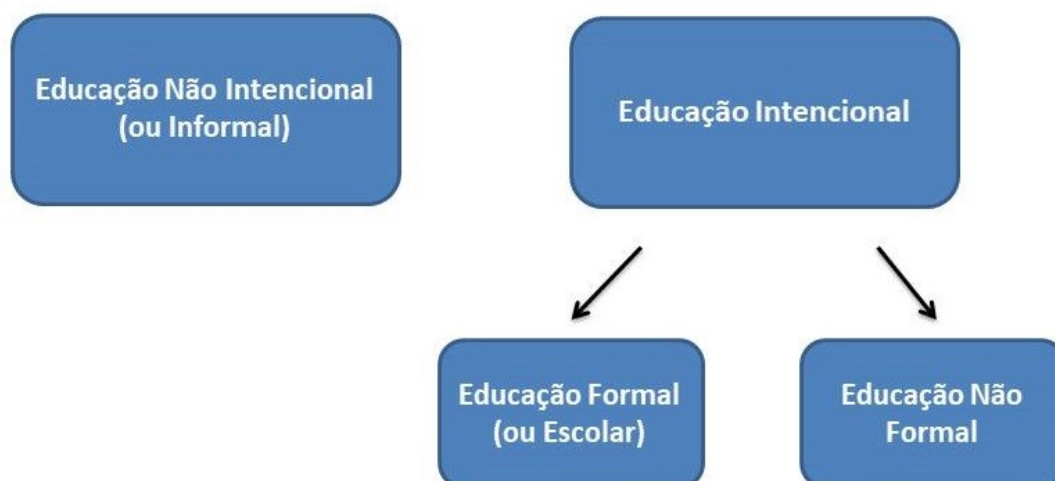 Educação Não Intencional
(ou Informal)
Educação Intencional
Educação Formal
(ou Escolar)
Educação Não
Formal